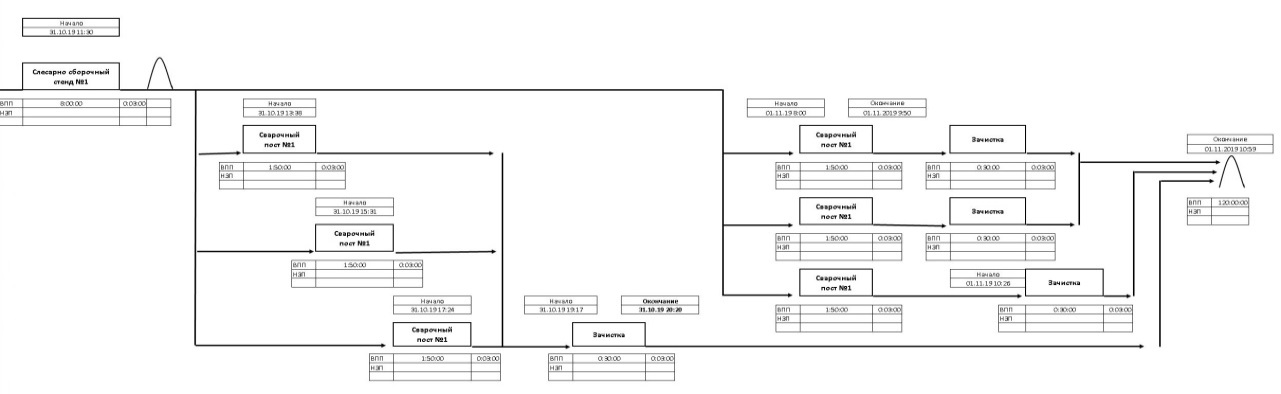 Начало
31.10.19 11:30
Слесарно сборочный
стенд №1
ВПП 8:00:00 0:03:00
НЗП
Начало
31.10.19 13:38
Сварочный
пост №1
ВПП 1:50:00 0:03:00
НЗП
Начало
31.10.19 15:31
Сварочный
пост №1
ВПП 1:50:00 0:03:00
НЗП
Начало
31.10.19 17:24
Сварочный
пост №1
ВПП 1:50:00 0:03:00
НЗП
Начало
31.10.19 19:17
Окончание
31.10.19 20:20
Зачистка
ВПП 0:30:00 0:03:00
НЗП
Начало
01.11.19 8:00
Окончание
01.11.2019 9:50
Сварочный
пост №1
Зачистка
ВПП 1:50:00 0:03:00
НЗП
ВПП 0:30:00 0:03:00
НЗП
Сварочный
пост №1
Зачистка
ВПП 1:50:00 0:03:00
НЗП
ВПП 0:30:00 0:03:00
НЗП
Сварочный
пост №1
Начало
01.11.19 10:26
Зачистка
ВПП 1:50:00 0:03:00
НЗП
ВПП 0:30:00 0:03:00
НЗП
Окончание
01.11.2019 10:59
ВПП 120:00:00
НЗП